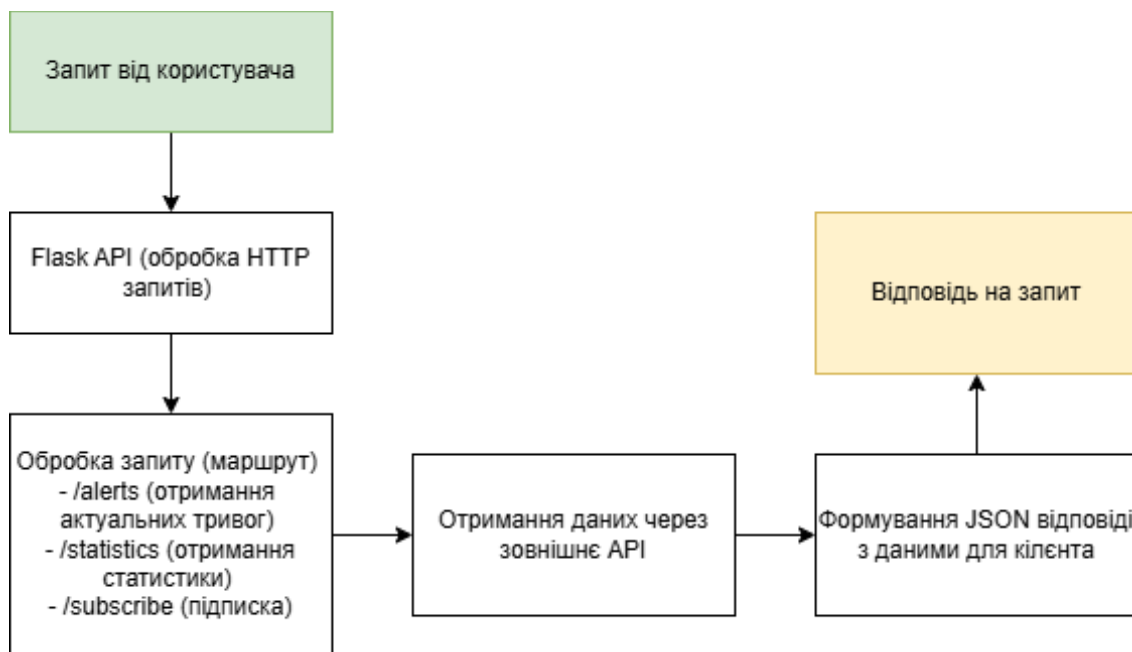 Запит від користувача
Flask API (обробка HTTP
запитів)
Обробка запиту (маршрут)
- /alerts (отримання
актуальних тривог)
- /statistics (отримання
статистики)
- /subscribe (підписка)
Отримання даних через
зовнішнє API
Формування JSON відповіді
з даними для кілєнта
Відповідь на запит